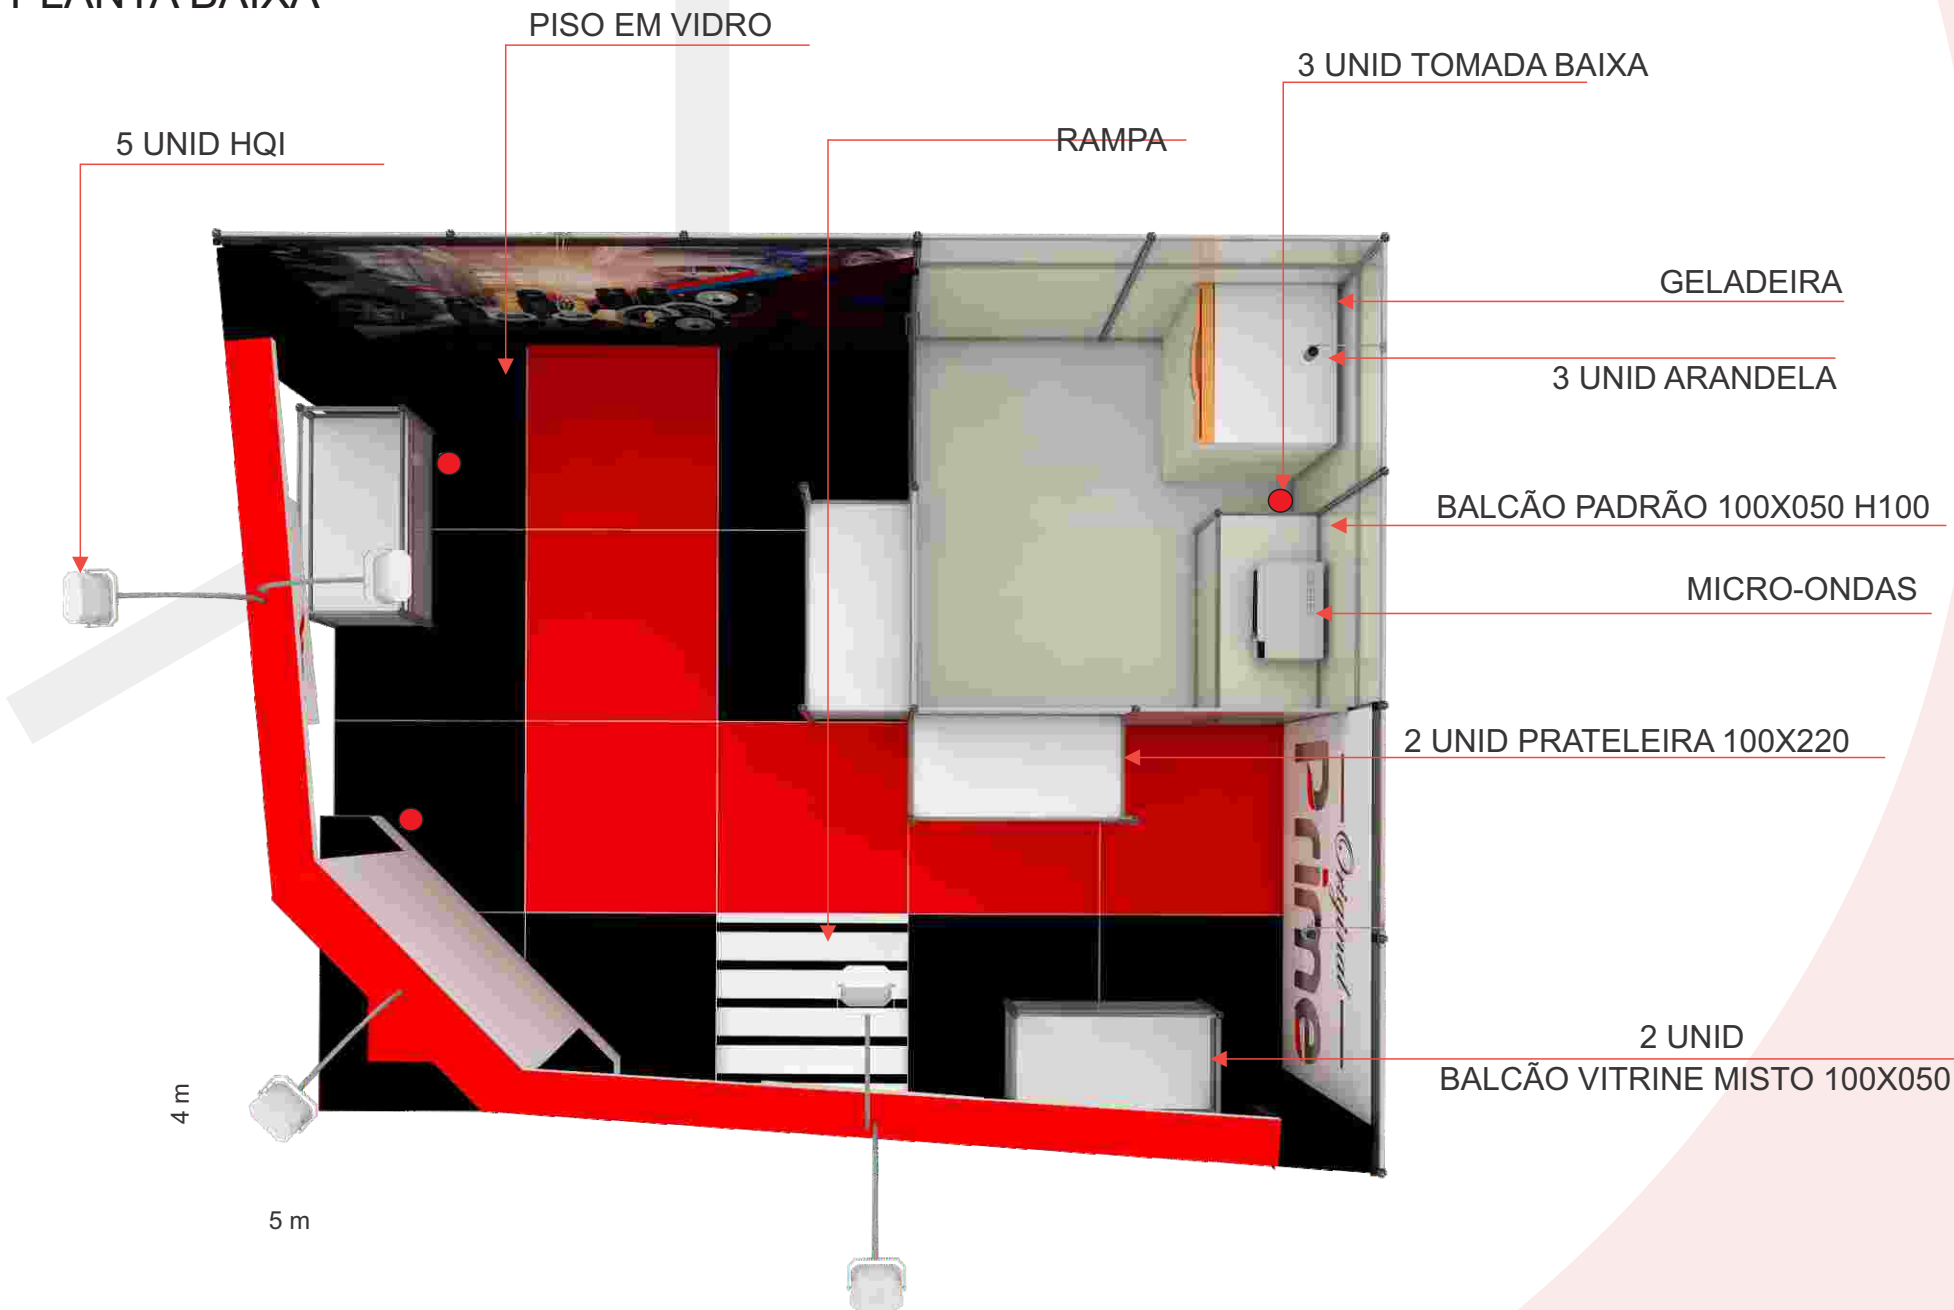 PLANTA BAIXA
PISO EM VIDRO
3 UNID TOMADA BAIXA
5 UNID HQI
RAMPA
GELADEIRA
3 UNID ARANDELA
BALCÃO PADRÃO 100X050 H100
MICRO-ONDAS
2 UNID PRATELEIRA 100X220
Original
Prime
2 UNID
BALCÃO VITRINE MISTO 100X050
4 m
5 m